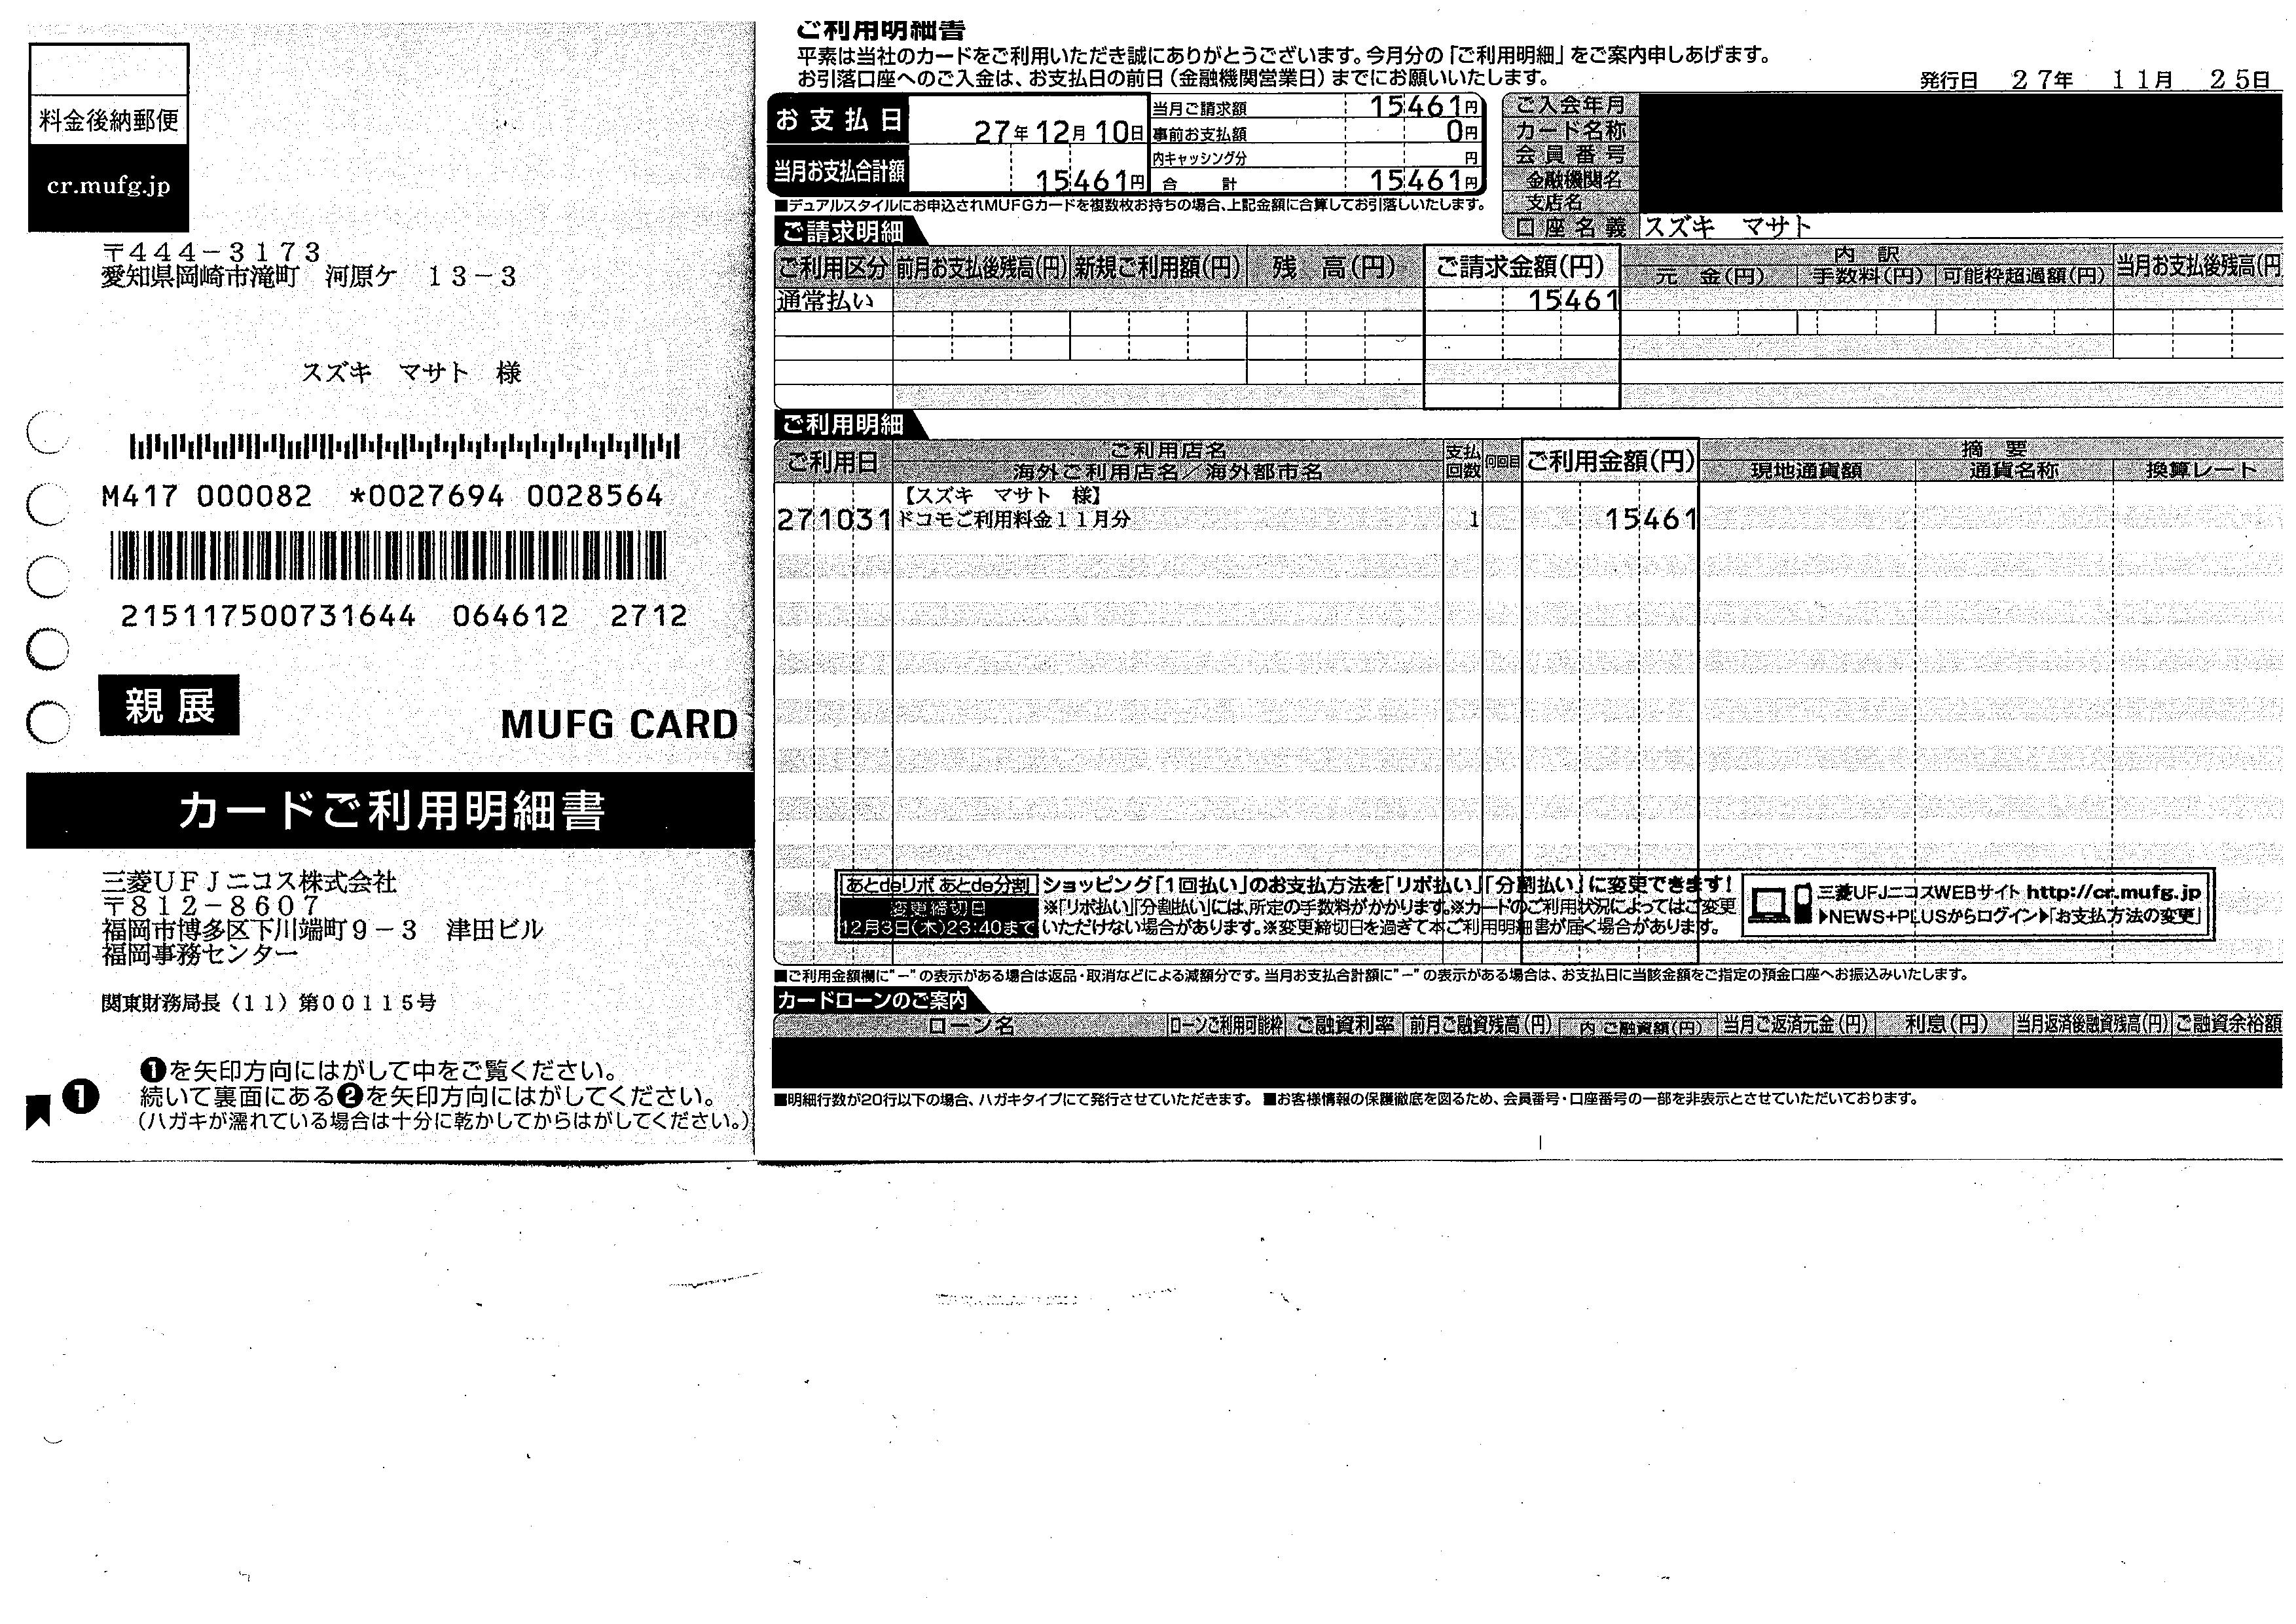 料金後納郵便
cr.mufg.jp
〒444-3173
愛知県岡崎市滝町　河原ケ　13-3
スズキ　マサト　様
M417 000082 *0027694 0028564
215117500731644 064612 2712
親展
MUFG CARD
カードご利用明細書
三菱UFJニコス株式会社
〒812-8607
福岡市博多区下川端町9-3　津田ビル
福岡事務センター
関東財務局長（11）第00115号
❶ ❶を矢印方向にはがして中をご覧ください。
続いて裏面にある❷を矢印方向にはがしてください。
（ハガキが濡れている場合は十分に乾かしてからはがしてください。）
ご利用明細書
平素は当社のカードをご利用いただき誠にありがとうございます。今月分の「ご利用明細」をご案内申しあげます。
お引落口座へのご入金は、お支払日の前日（金融機関営業日）までにお願いいたします。
発行日　27年　11月　25日
お支払日　27年12月10日
当月お支払合計額　15461円
当月ご請求額　15461円
事前お支払額　0円
内キャッシング分　円
合　計　15461円
■デュアルスタイルにお申込されMUFGカードを複数枚お持ちの場合、上記金額に合算してお引落しいたします。
ご入会年月
カード名称
会員番号
金融機関名
支店名
口座名義　スズキ　マサト
ご請求明細
ご利用区分　前月お支払後残高(円)　新規ご利用額(円)　残　高(円)　ご請求金額(円)　内　訳　元　金(円)　手数料(円)　可能枠超過額(円)　当月お支払後残高(円
通常払い　15461
ご利用明細
ご利用日　ご利用店名　海外ご利用店名／海外都市名　支払回数　何回目　ご利用金額(円)　摘　要　現地通貨額　通貨名称　換算レート
【スズキ　マサト　様】
271031　ドコモご利用料金11月分　1　15461
あとdeリボ あとde分割　ショッピング「1回払い」のお支払方法を「リボ払い」「分割払い」に変更できます！
変更締切日　※「リボ払い」「分割払い」には、所定の手数料がかかります。※カードのご利用状況によってはご変更
12月3日(木)23:40まで　いただけない場合があります。※変更締切日を過ぎて本ご利用明細書が届く場合があります。
三菱UFJニコスWEBサイト http://cr.mufg.jp
▶NEWS+PLUSからログイン▶「お支払方法の変更」
■ご利用金額欄に"－"の表示がある場合は返品・取消などによる減額分です。当月お支払合計額に"－"の表示がある場合は、お支払日に当該金額をご指定の預金口座へお振込みいたします。
カードローンのご案内
ローン名　ローンご利用可能枠　ご融資利率　前月ご融資残高(円)　内 ご融資額(円)　当月ご返済元金(円)　利息(円)　当月返済後融資残高(円)　ご融資余裕額
■明細行数が20行以下の場合、ハガキタイプにて発行させていただきます。　■お客様情報の保護徹底を図るため、会員番号・口座番号の一部を非表示とさせていただいております。